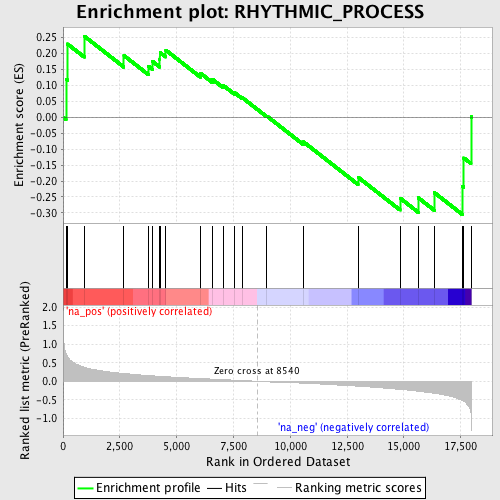 Enrichment plot: RHYTHMIC_PROCESS
Enrichment score (ES)
0.25
0.20
0.15
0.10
0.05
0.00
-0.05
-0.10
-0.15
-0.20
-0.25
-0.30
'na_pos' (positively correlated)
Ranked list metric (PreRanked)
2.0
1.5
1.0
0.5
0.0
-0.5
-1.0
Zero cross at 8540
'na_neg' (negatively correlated)
0 2,500 5,000 7,500 10,000 12,500 15,000 17,500
Rank in Ordered Dataset
Enrichment profile Hits Ranking metric scores